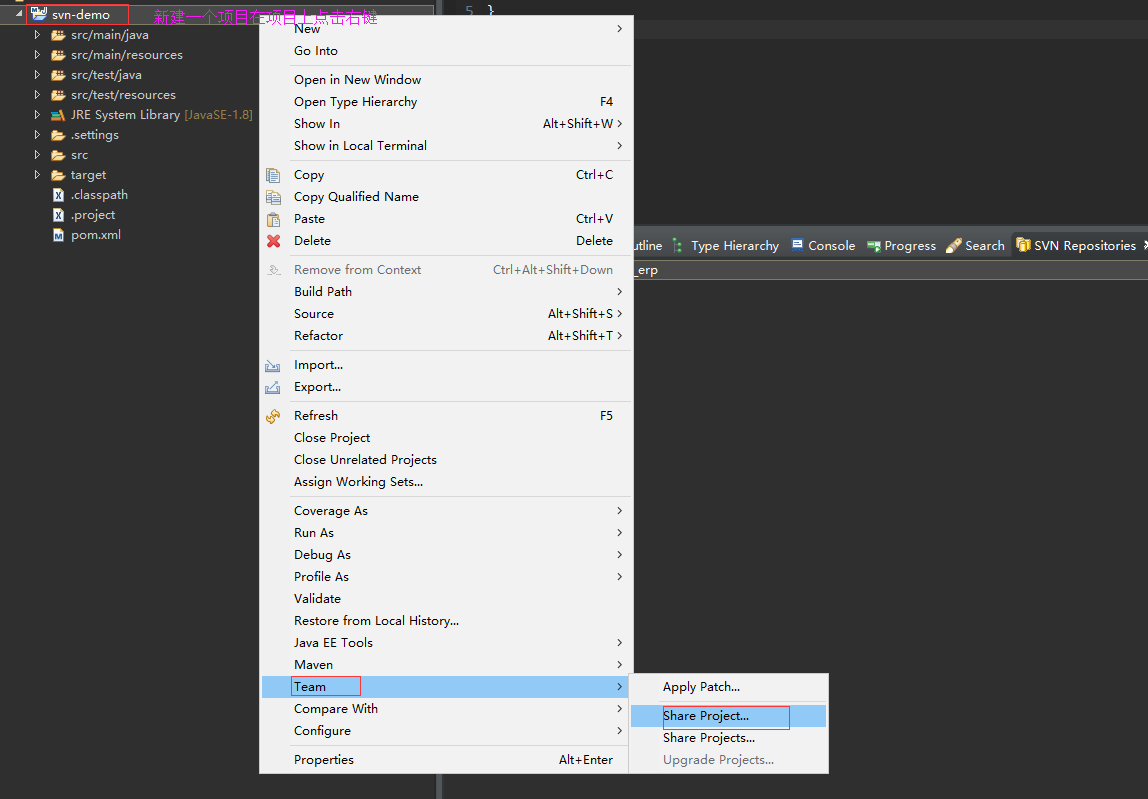 svn-demo
新建一个项目在项目上点击右键
src/main/java
src/main/resources
src/test/java
src/test/resources
JRE System Library [JavaSE-1.8]
.settings
src
target
.classpath
.project
pom.xml
5 }
New
Go Into
Open in New Window
Open Type Hierarchy F4
Show In Alt+Shift+W
Show in Local Terminal
Copy Ctrl+C
Copy Qualified Name
Paste Ctrl+V
Delete Delete
Remove from Context Ctrl+Alt+Shift+Down
Build Path
Source Alt+Shift+S
Refactor Alt+Shift+T
Import...
Export...
Refresh F5
Close Project
Close Unrelated Projects
Assign Working Sets...
Coverage As
Run As
Debug As
Profile As
Validate
Restore from Local History...
Java EE Tools
Maven
Team
Compare With
Configure
Properties Alt+Enter
Apply Patch...
Share Project...
Share Projects...
Upgrade Projects...
utline Type Hierarchy Console Progress Search SVN Repositories
_erp